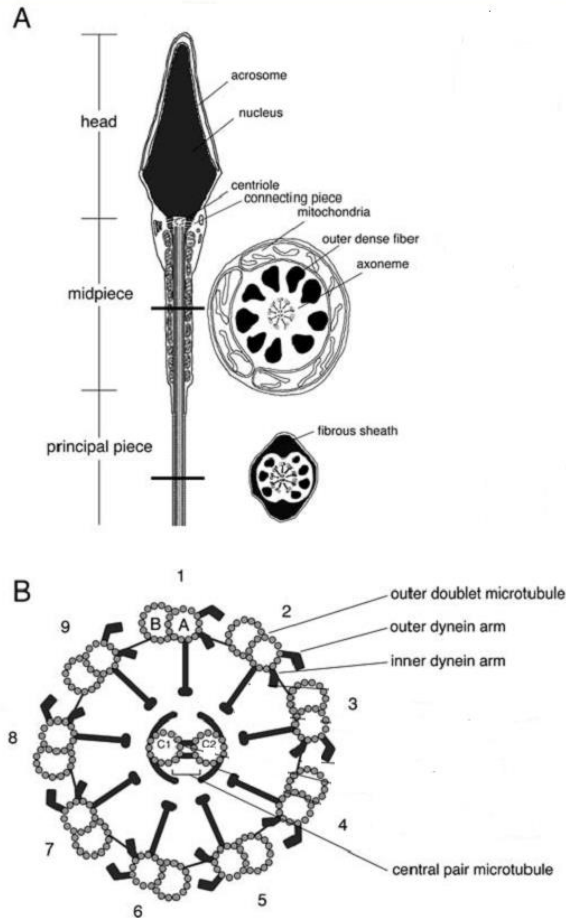 A
acrosome
head
nucleus
centriole
connecting piece
mitochondria
outer dense fiber
axoneme
midpiece
fibrous sheath
principal piece
B
1
outer doublet microtubule
2
outer dynein arm
9
B A
inner dynein arm
3
8
C1 C2
4
7
central pair microtubule
5
6